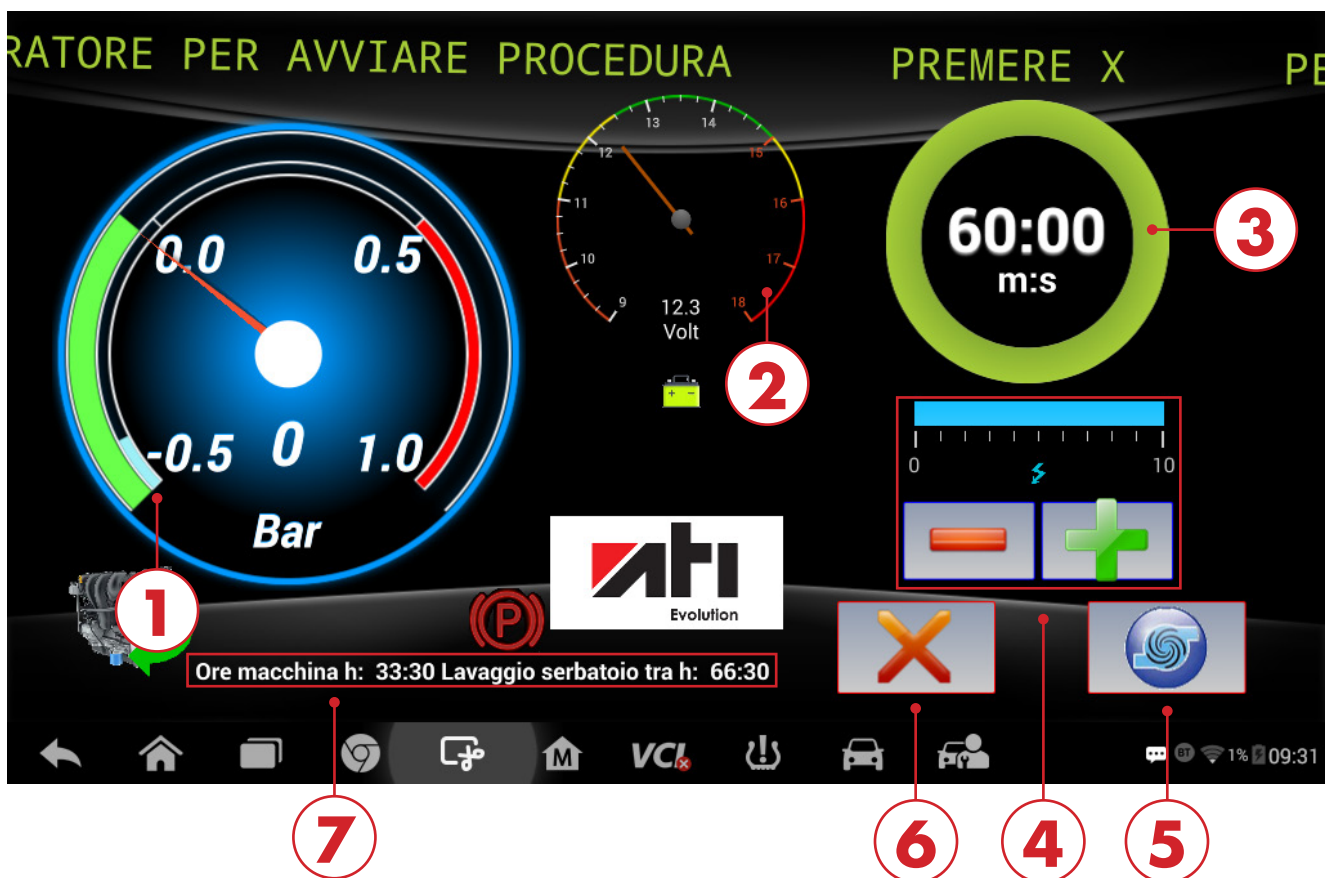 RATORE PER AVVIARE PROCEDURA PREMERE X PE
13 14
12 15
11 16
10 17
9 18
12.3
Volt
+ -
0.0 0.5
-0.5 0 1.0
Bar
60:00
m:s
3
2
0 10
1
P
ATI
Evolution
Ore macchina h: 33:30 Lavaggio serbatoio tra h: 66:30
M VCI BT 1% 09:31
7 6 4 5